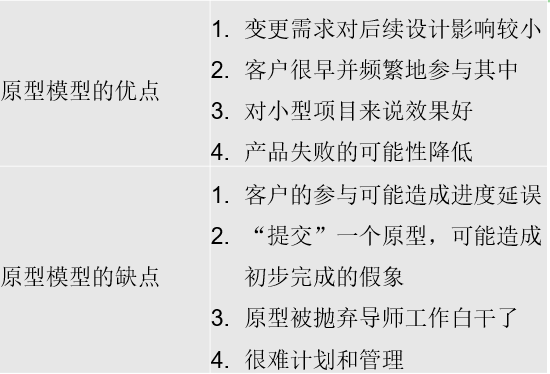 原型模型的优点
1. 变更需求对后续设计影响较小
2. 客户很早并频繁地参与其中
3. 对小型项目来说效果好
4. 产品失败的可能性降低
原型模型的缺点
1. 客户的参与可能造成进度延误
2. “提交”一个原型，可能造成
初步完成的假象
3. 原型被抛弃导师工作白干了
4. 很难计划和管理